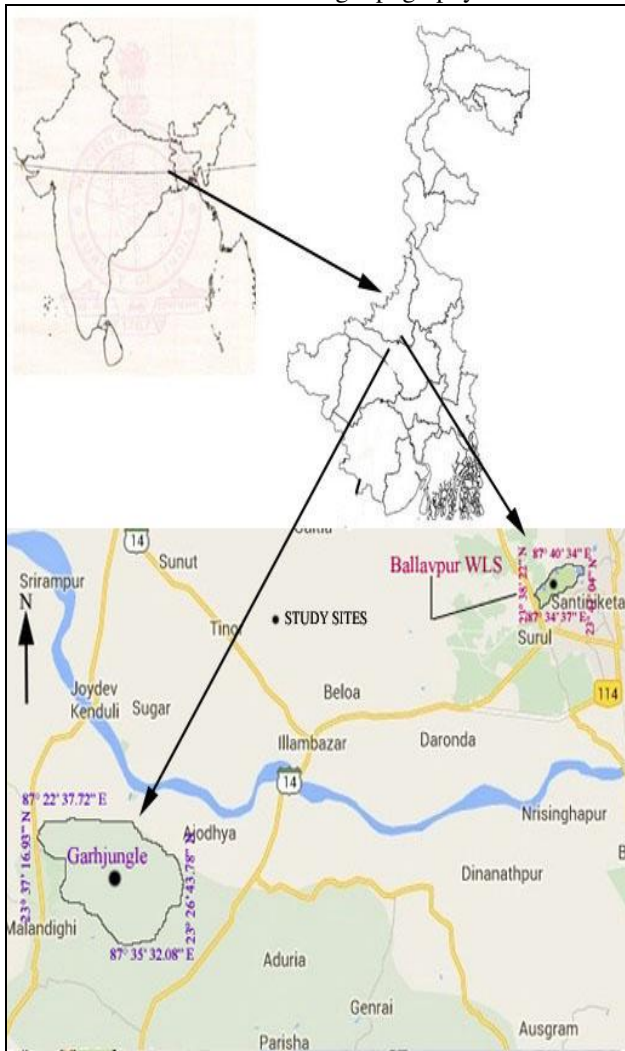 14
Sunut
Srirampur
N
Tinor
STUDY SITES
Ballavpur WLS
87° 40' 34" E
87° 34' 37" E
Surul
114
Beloa
Joydev
Kenduli
Sugar
Illambazar
Daronda
14
Nrisinghapur
87° 22' 37.72" E
23° 37' 16.93" N
Ajodhya
Garhjungle
23° 26' 43.78" N
Malandighi
87° 35' 32.08" E
Dinanathpur
Aduria
Genrai
Ausgram
Parisha